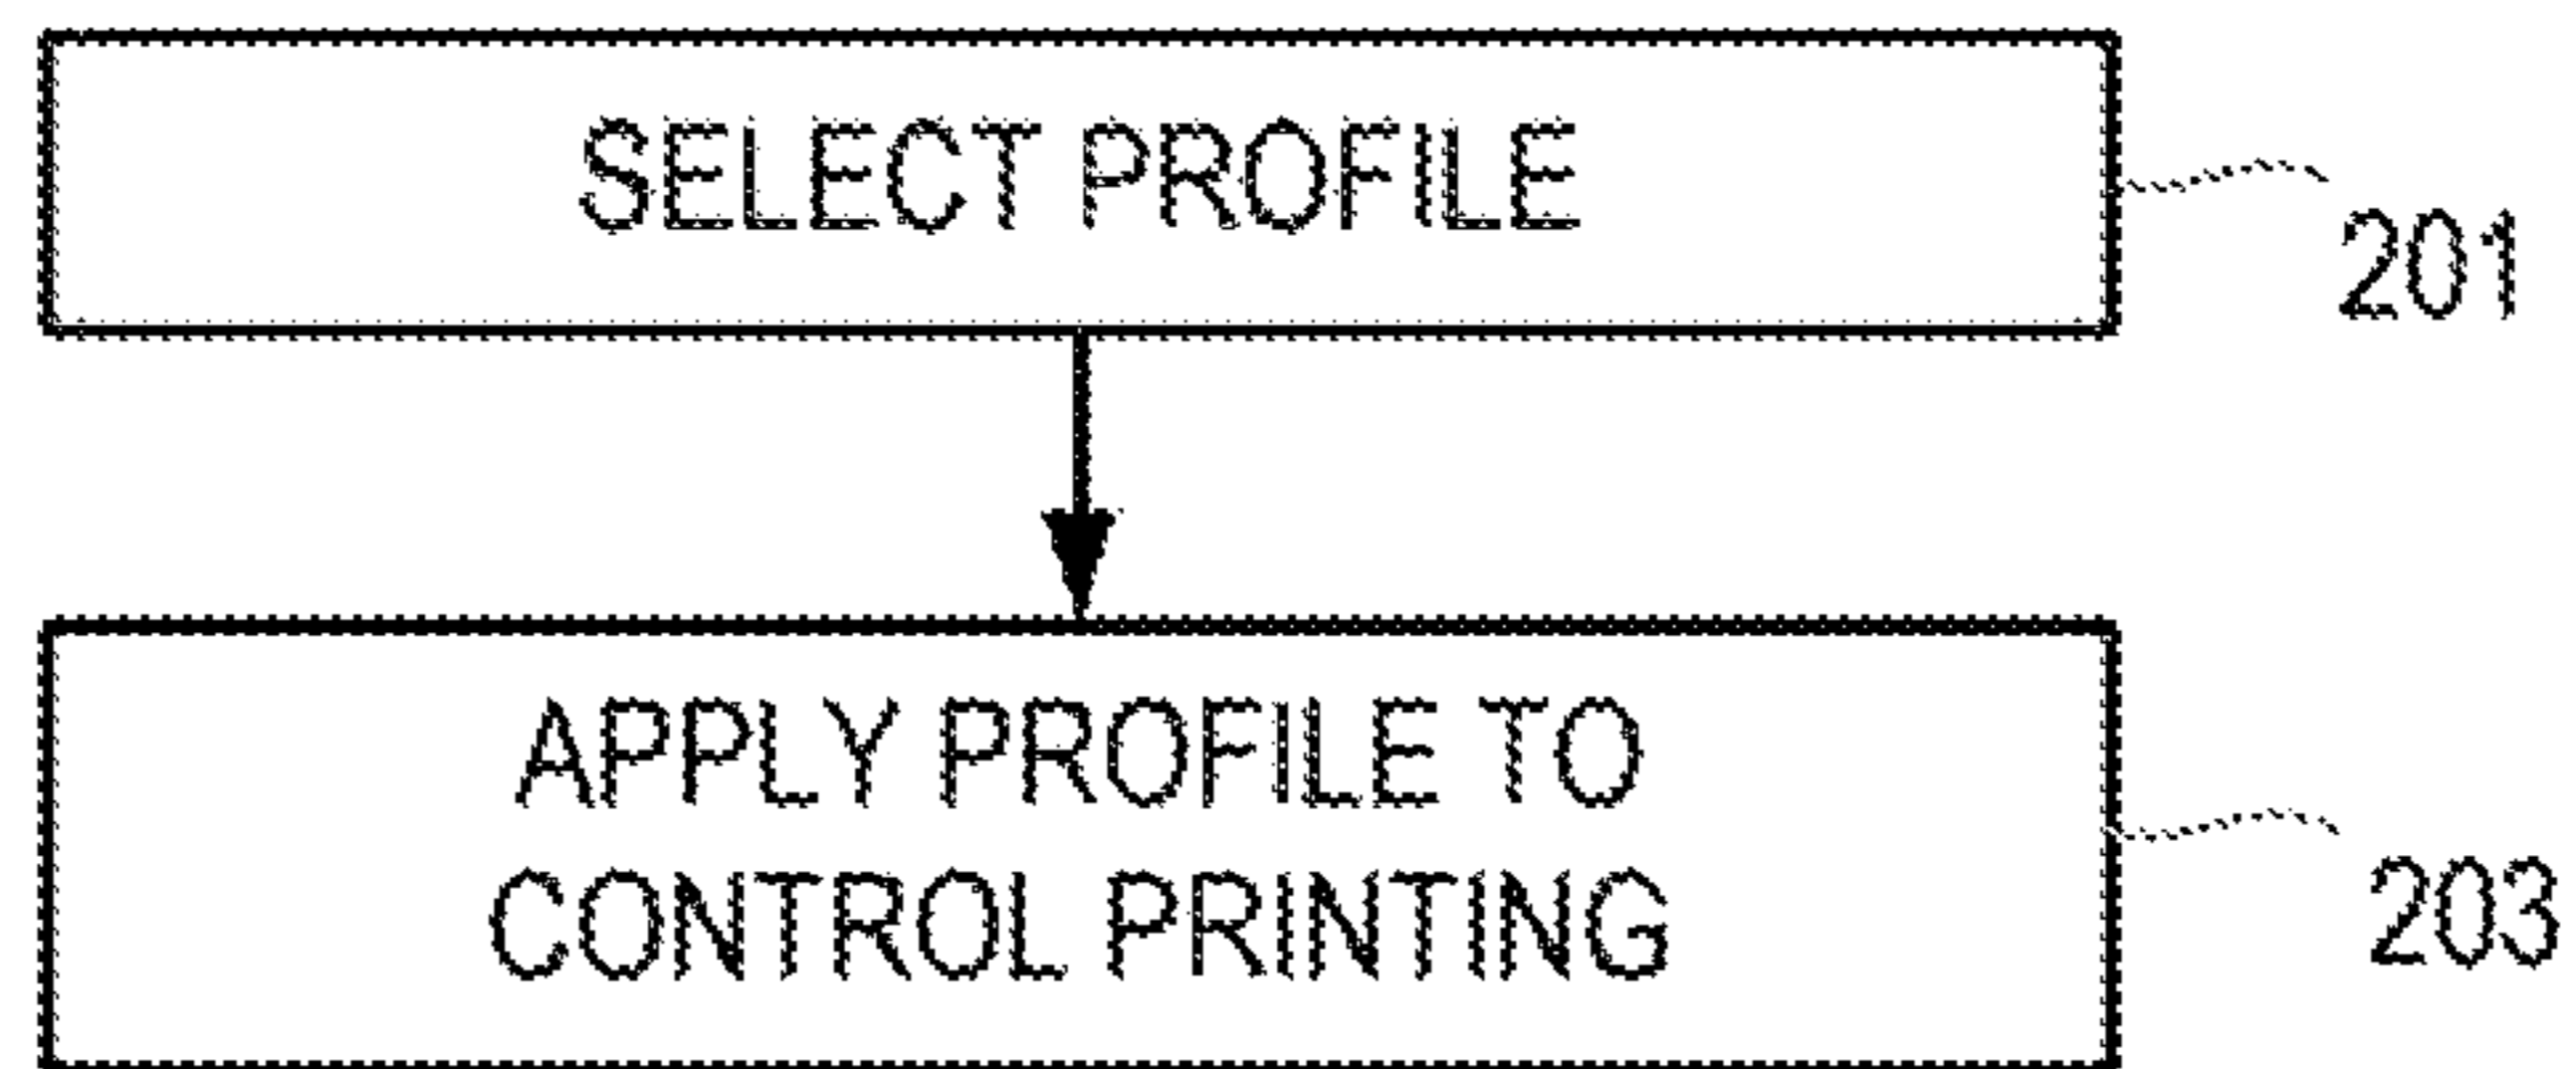 SELECT PROFILE
201
APPLY PROFILE TO
CONTROL PRINTING
203